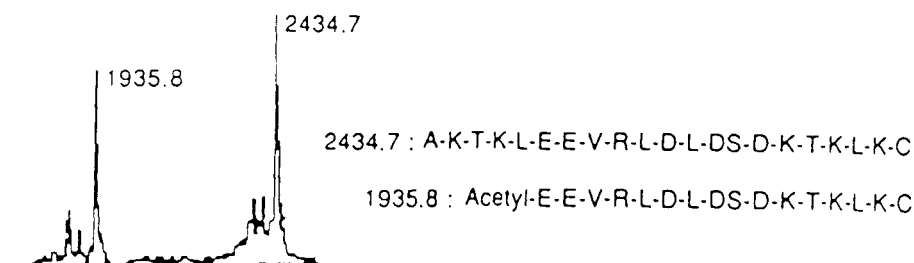 2434.7
1935.8
2434.7 : A-K-T-K-L-E-E-V-R-L-D-L-DS-D-K-T-K-L-K-C
1935.8 : Acetyl-E-E-V-R-L-D-L-DS-D-K-T-K-L-K-C